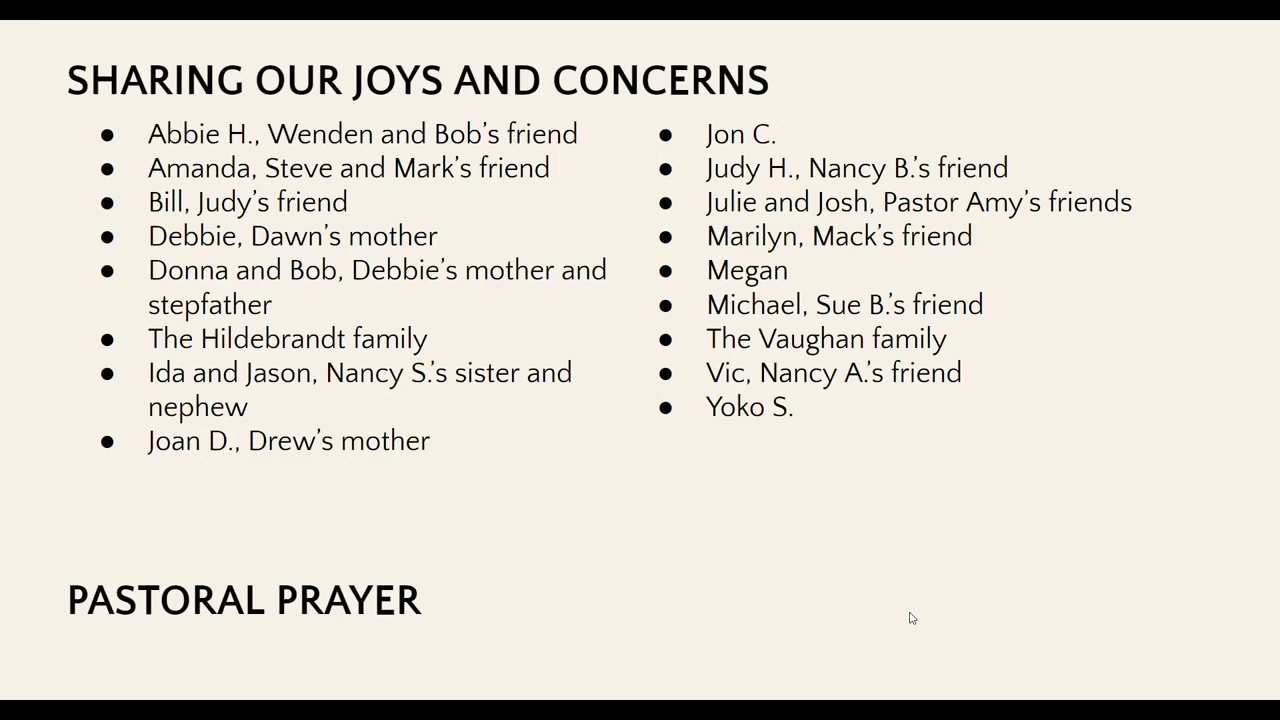 SHARING OUR JOYS AND CONCERNS
● Abbie H., Wenden and Bob’s friend
● Amanda, Steve and Mark’s friend
● Bill, Judy’s friend
● Debbie, Dawn’s mother
● Donna and Bob, Debbie’s mother and
stepfather
● The Hildebrandt family
● Ida and Jason, Nancy S.’s sister and
nephew
● Joan D., Drew’s mother
● Jon C.
● Judy H., Nancy B.’s friend
● Julie and Josh, Pastor Amy’s friends
● Marilyn, Mack’s friend
● Megan
● Michael, Sue B.’s friend
● The Vaughan family
● Vic, Nancy A.’s friend
● Yoko S.
PASTORAL PRAYER